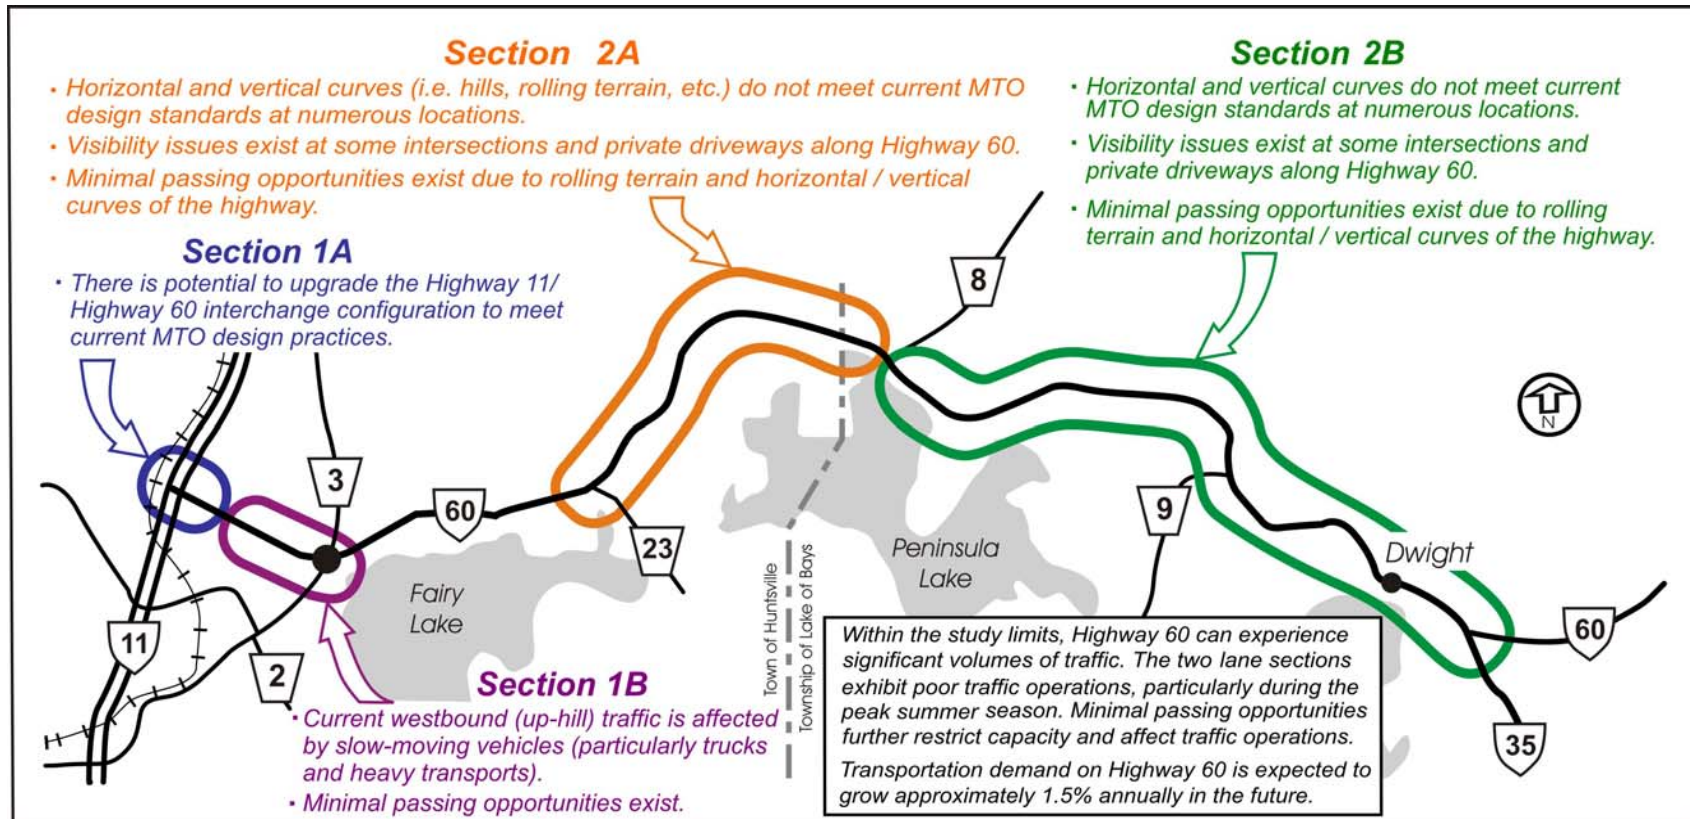 Section 2A
• Horizontal and vertical curves (i.e. hills, rolling terrain, etc.) do not meet current MTO
design standards at numerous locations.
• Visibility issues exist at some intersections and private driveways along Highway 60.
• Minimal passing opportunities exist due to rolling terrain and horizontal / vertical
curves of the highway.
Section 2B
• Horizontal and vertical curves do not meet current
MTO design standards at numerous locations.
• Visibility issues exist at some intersections and
private driveways along Highway 60.
• Minimal passing opportunities exist due to rolling
terrain and horizontal / vertical curves of the highway.
Section 1A
• There is potential to upgrade the Highway 11/
Highway 60 interchange configuration to meet
current MTO design practices.
8
N
3
60
23
9
Fairy
Lake
Peninsula
Lake
Dwight
11
2
60
35
Town of Huntsville
Township of Lake of Bays
Section 1B
• Current westbound (up-hill) traffic is affected
by slow-moving vehicles (particularly trucks
and heavy transports).
• Minimal passing opportunities exist.
Within the study limits, Highway 60 can experience
significant volumes of traffic. The two lane sections
exhibit poor traffic operations, particularly during the
peak summer season. Minimal passing opportunities
further restrict capacity and affect traffic operations.
Transportation demand on Highway 60 is expected to
grow approximately 1.5% annually in the future.